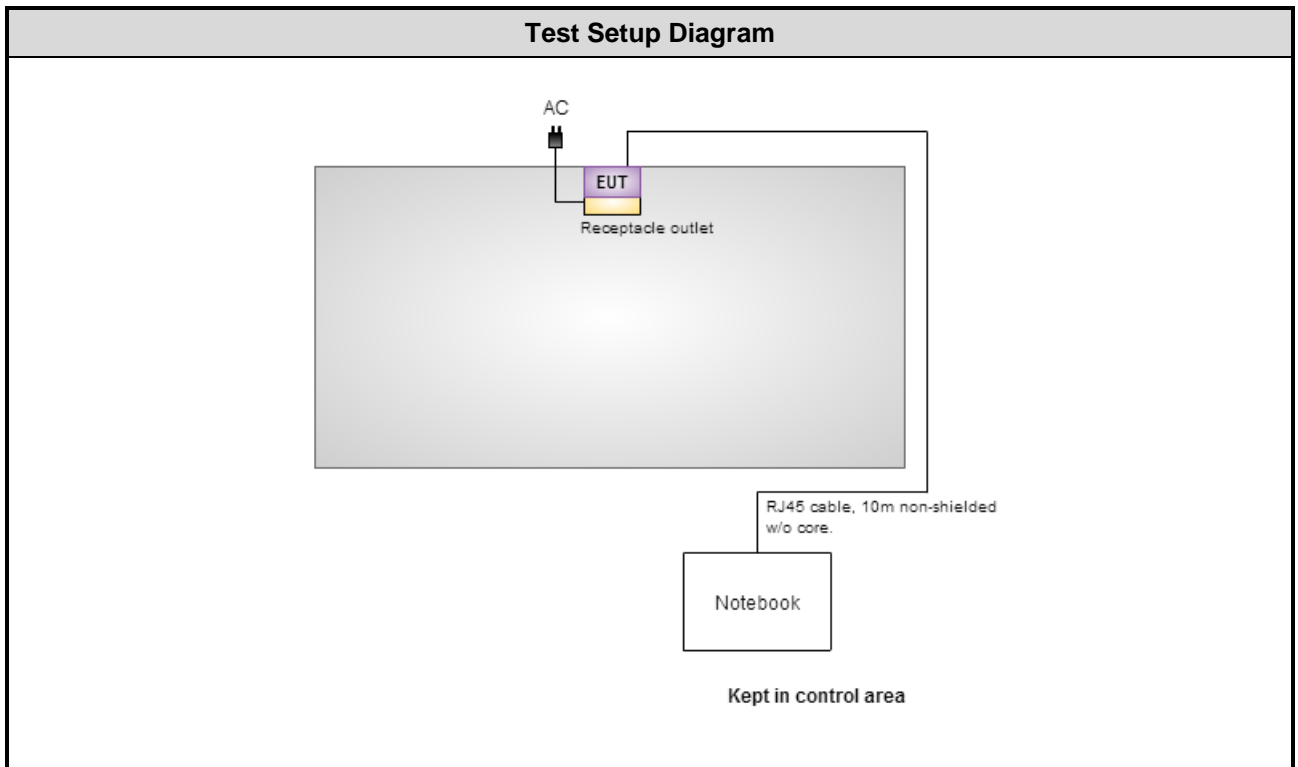 Test Setup Diagram
AC
EUT
Receptacle outlet
RJ45 cable, 10m non-shielded
w/o core.
Notebook
Kept in control area